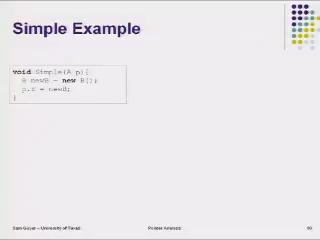 Simple Example
void Simple(A p){
B newB = new B();
p.f = newB;
}
Sam Guyer – University of Texas
Pointer Analysis